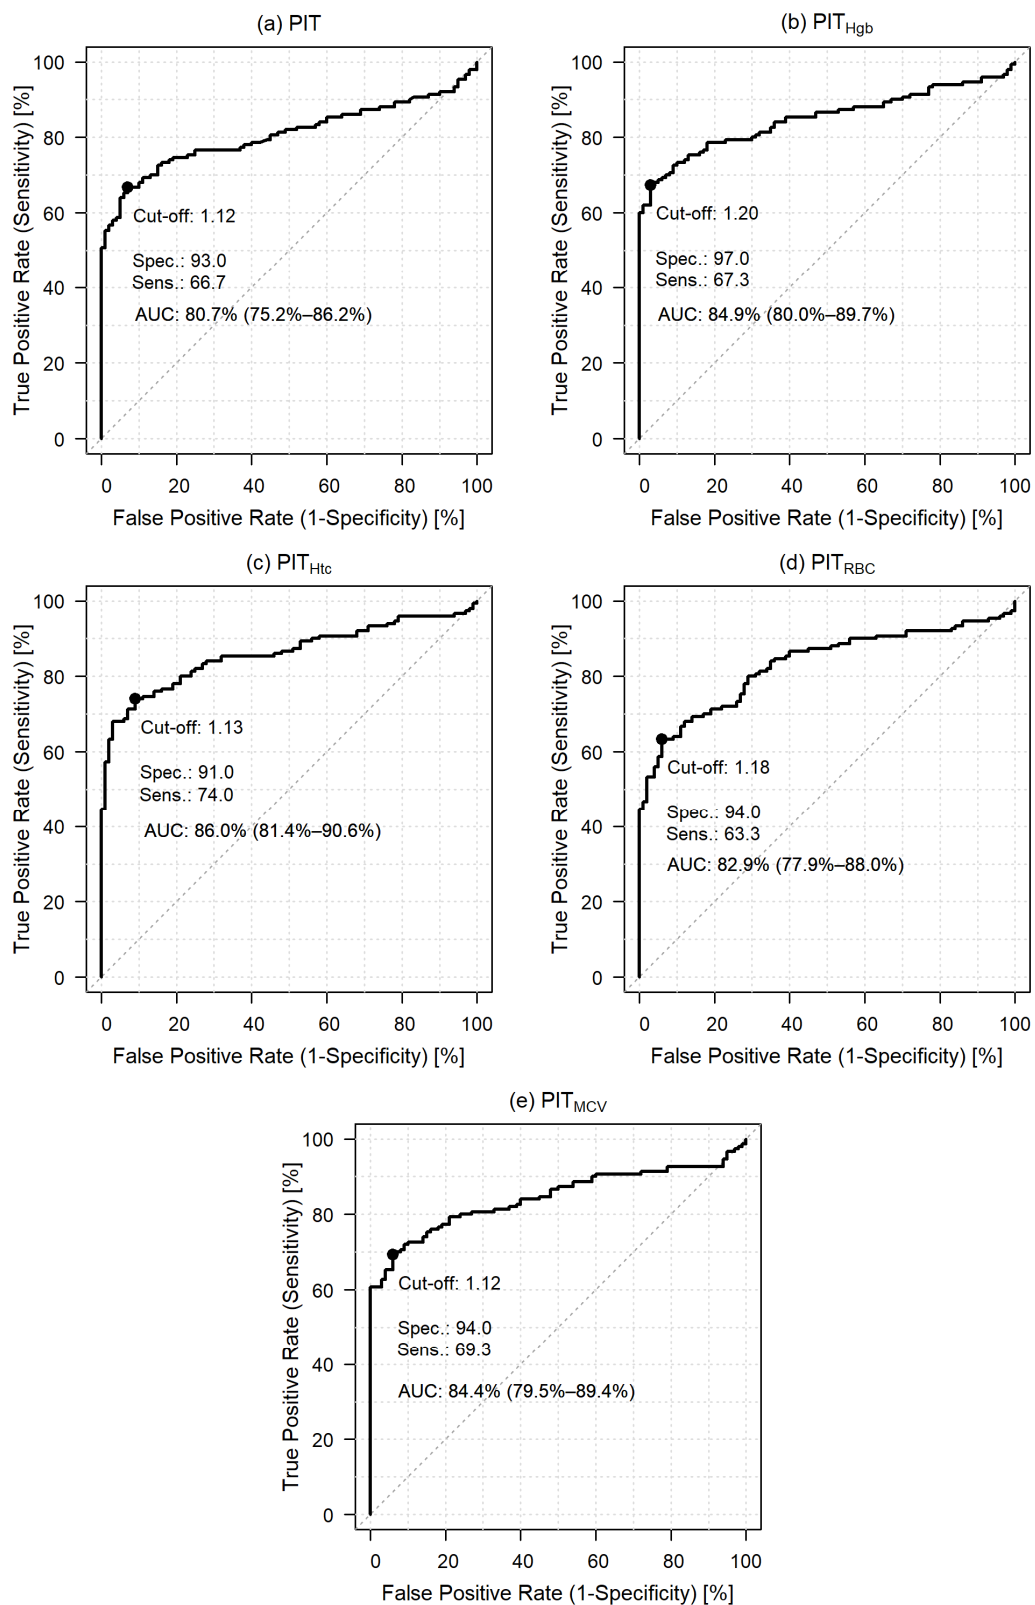 (a) PIT
True Positive Rate (Sensitivity) [%]
100
80
60
40
20
0
Cut-off: 1.12
Spec.: 93.0
Sens.: 66.7
AUC: 80.7% (75.2%–86.2%)
0 20 40 60 80 100
False Positive Rate (1-Specificity) [%]
(b) PITHgb
True Positive Rate (Sensitivity) [%]
100
80
60
40
20
0
Cut-off: 1.20
Spec.: 97.0
Sens.: 67.3
AUC: 84.9% (80.0%–89.7%)
0 20 40 60 80 100
False Positive Rate (1-Specificity) [%]
(c) PITHtc
True Positive Rate (Sensitivity) [%]
100
80
60
40
20
0
Cut-off: 1.13
Spec.: 91.0
Sens.: 74.0
AUC: 86.0% (81.4%–90.6%)
0 20 40 60 80 100
False Positive Rate (1-Specificity) [%]
(d) PITRBC
True Positive Rate (Sensitivity) [%]
100
80
60
40
20
0
Cut-off: 1.18
Spec.: 94.0
Sens.: 63.3
AUC: 82.9% (77.9%–88.0%)
0 20 40 60 80 100
False Positive Rate (1-Specificity) [%]
(e) PITMCV
True Positive Rate (Sensitivity) [%]
100
80
60
40
20
0
Cut-off: 1.12
Spec.: 94.0
Sens.: 69.3
AUC: 84.4% (79.5%–89.4%)
0 20 40 60 80 100
False Positive Rate (1-Specificity) [%]